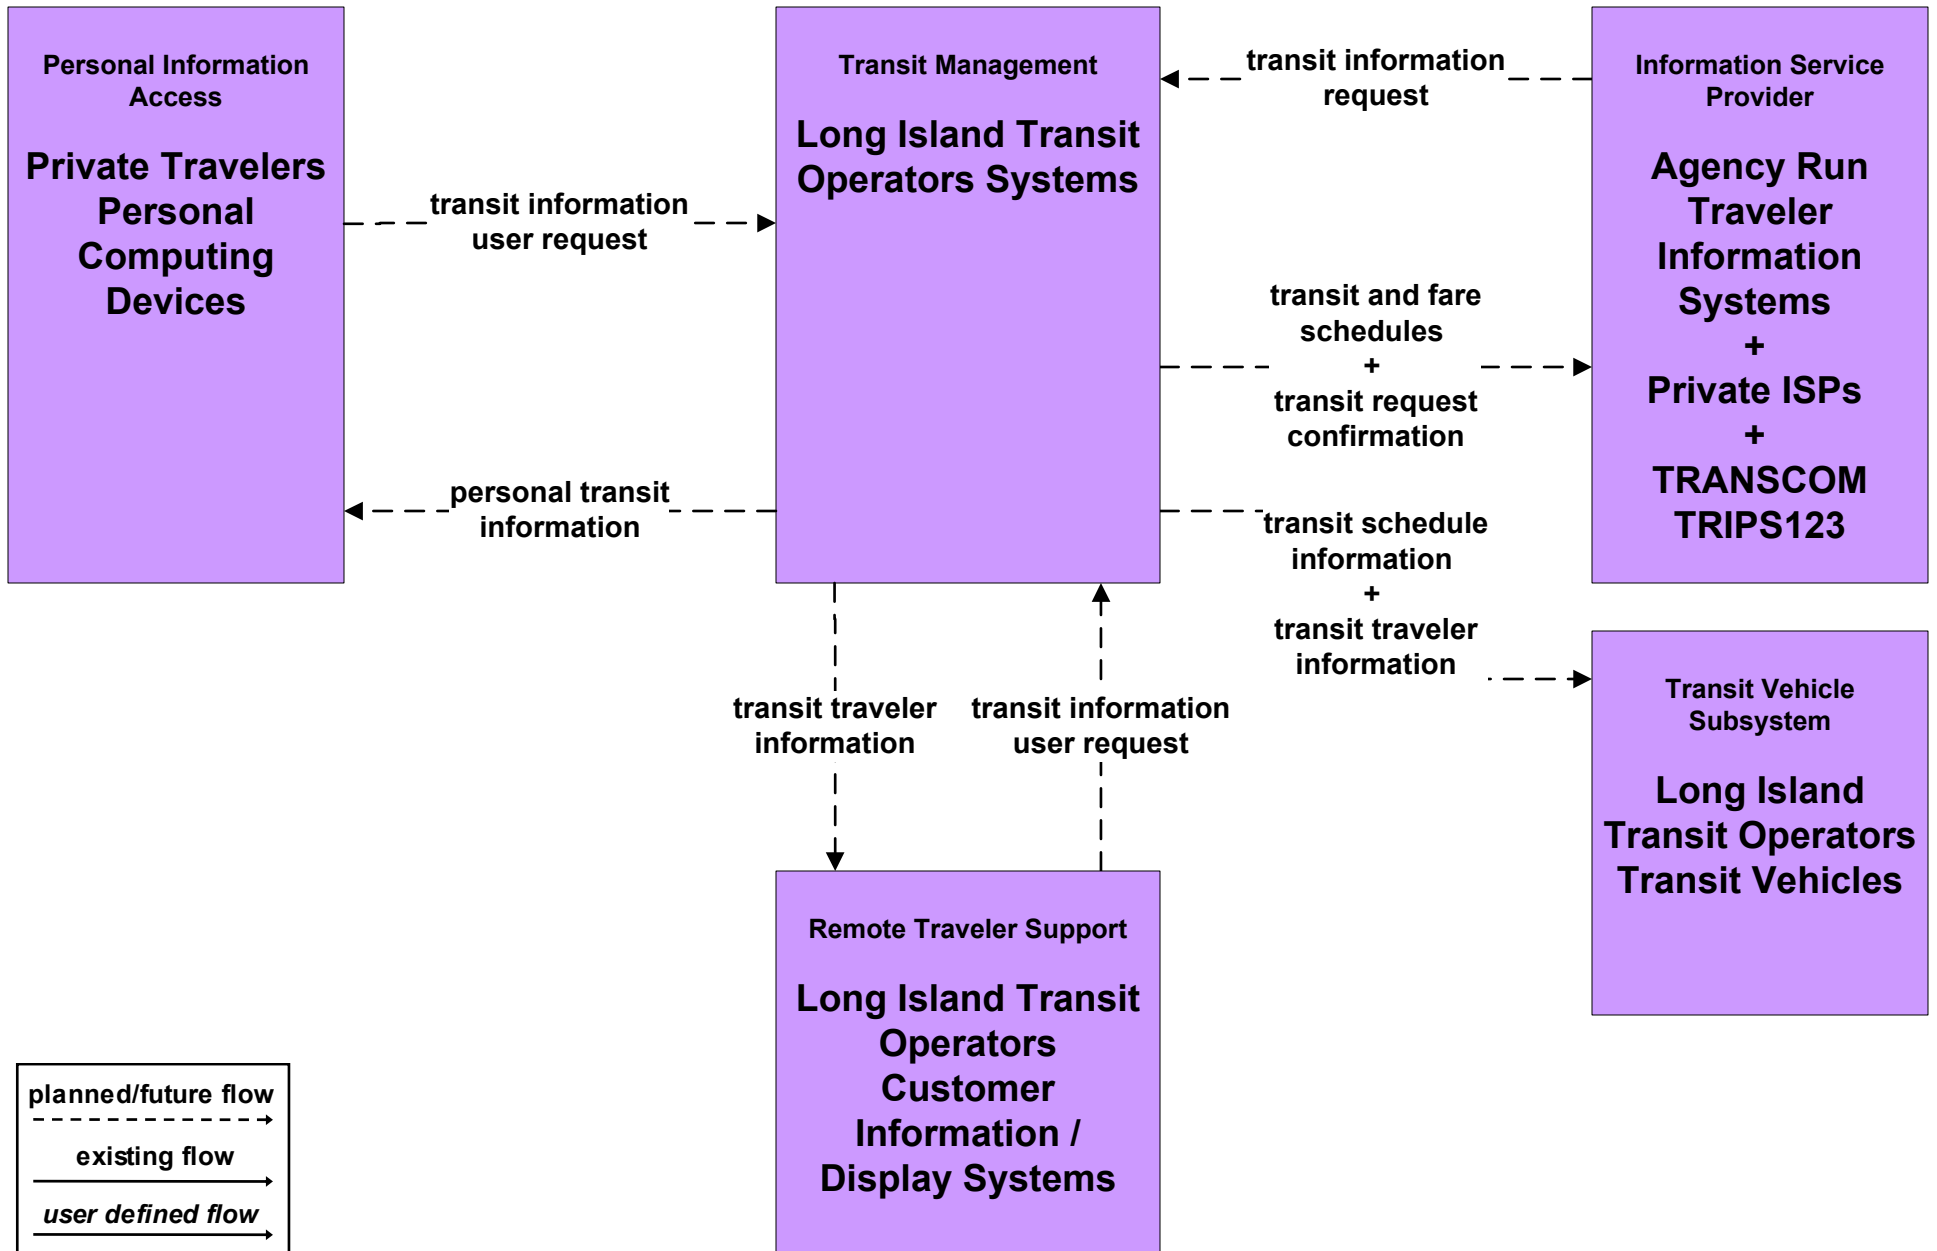 Personal Information
Access
Private Travelers
Personal
Computing
Devices
transit information
user request
personal transit
information
Transit Management
Long Island Transit
Operators Systems
transit information
request
transit and fare
schedules
+
transit request
confirmation
transit schedule
information
+
transit traveler
information
Information Service
Provider
Agency Run
Traveler
Information
Systems
+
Private ISPs
+
TRANSCOM
TRIPS123
Transit Vehicle
Subsystem
Long Island
Transit Operators
Transit Vehicles
transit traveler
information
transit information
user request
Remote Traveler Support
Long Island Transit
Operators
Customer
Information /
Display Systems
planned/future flow
existing flow
user defined flow